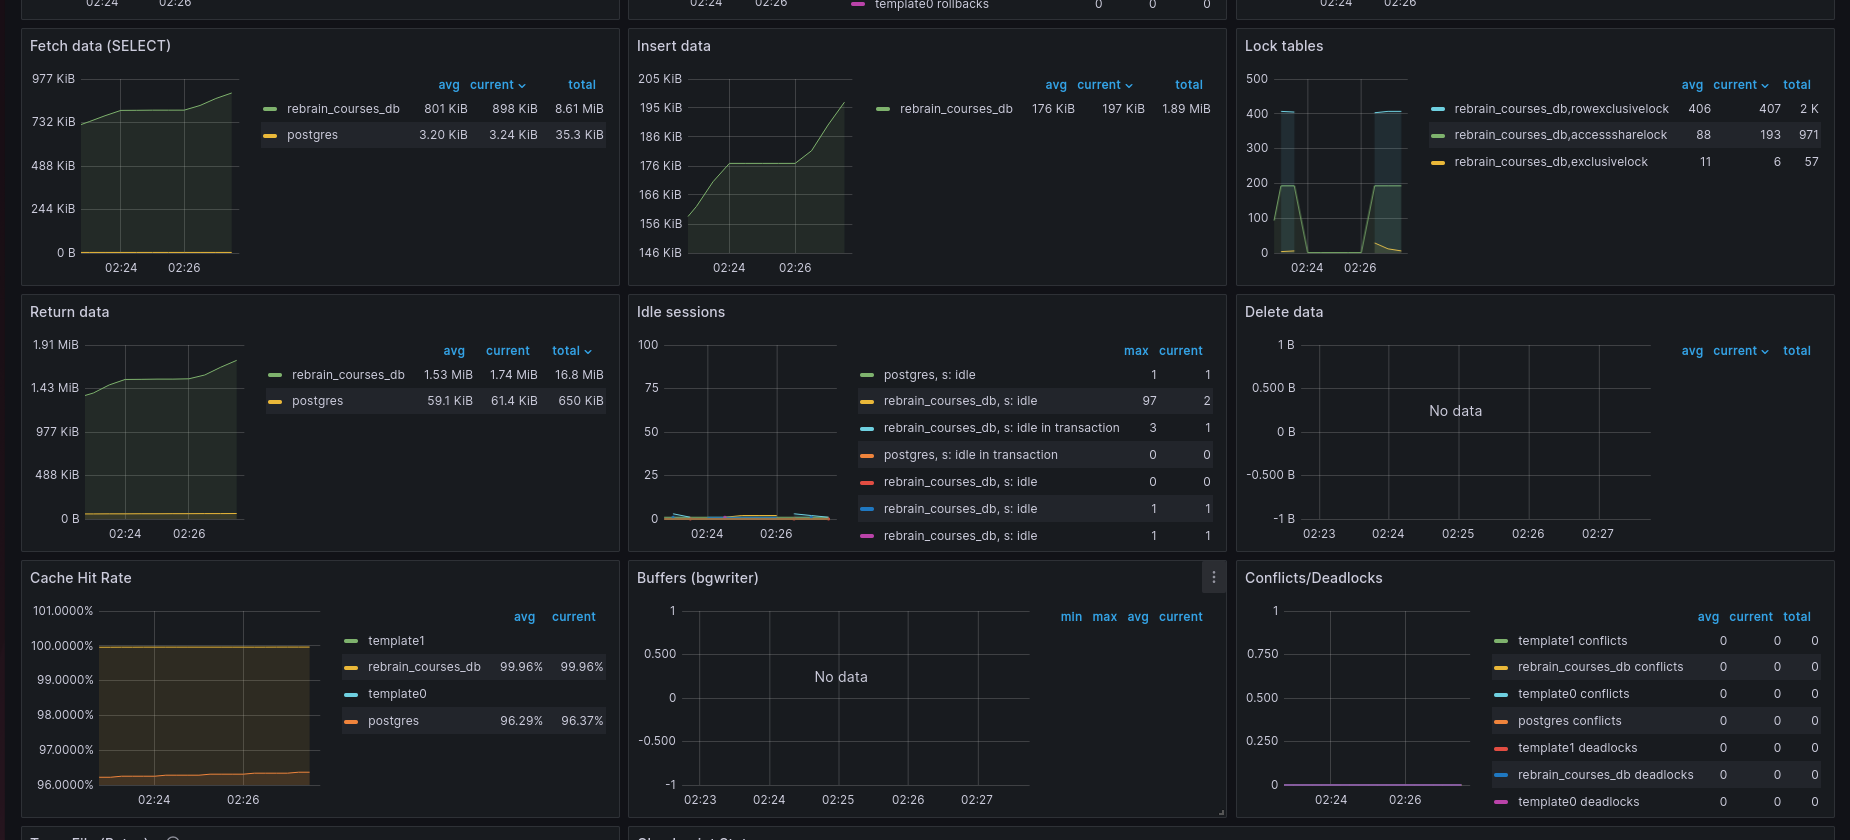 02:24 02:26
template0 rollbacks 0 0 0
02:24 02:26
Fetch data (SELECT)
977 KiB
732 KiB
488 KiB
244 KiB
0 B
02:24 02:26
avg current total
rebrain_courses_db 801 KiB 898 KiB 8.61 MiB
postgres 3.20 KiB 3.24 KiB 35.3 KiB
Insert data
205 KiB
195 KiB
186 KiB
176 KiB
166 KiB
156 KiB
146 KiB
02:24 02:26
avg current total
rebrain_courses_db 176 KiB 197 KiB 1.89 MiB
Lock tables
500
400
300
200
100
0
02:24 02:26
avg current total
rebrain_courses_db,rowexclusivelock 406 407 2 K
rebrain_courses_db,accesssharelock 88 193 971
rebrain_courses_db,exclusivelock 11 6 57
Return data
1.91 MiB
1.43 MiB
977 KiB
488 KiB
0 B
02:24 02:26
avg current total
rebrain_courses_db 1.53 MiB 1.74 MiB 16.8 MiB
postgres 59.1 KiB 61.4 KiB 650 KiB
Idle sessions
100
75
50
25
0
02:24 02:26
max current
postgres, s: idle 1 1
rebrain_courses_db, s: idle 97 2
rebrain_courses_db, s: idle in transaction 3 1
postgres, s: idle in transaction 0 0
rebrain_courses_db, s: idle 0 0
rebrain_courses_db, s: idle 1 1
rebrain_courses_db, s: idle 1 1
Delete data
1 B
0.500 B
0 B
-0.500 B
-1 B
No data
02:23 02:24 02:25 02:26 02:27
avg current total
Cache Hit Rate
101.0000%
100.0000%
99.0000%
98.0000%
97.0000%
96.0000%
02:24 02:26
avg current
template1
rebrain_courses_db 99.96% 99.96%
template0
postgres 96.29% 96.37%
Buffers (bgwriter)
1
0.500
0
-0.500
-1
No data
02:23 02:24 02:25 02:26 02:27
min max avg current
Conflicts/Deadlocks
1
0.750
0.500
0.250
0
02:24 02:26
avg current total
template1 conflicts 0 0 0
rebrain_courses_db conflicts 0 0 0
template0 conflicts 0 0 0
postgres conflicts 0 0 0
template1 deadlocks 0 0 0
rebrain_courses_db deadlocks 0 0 0
template0 deadlocks 0 0 0